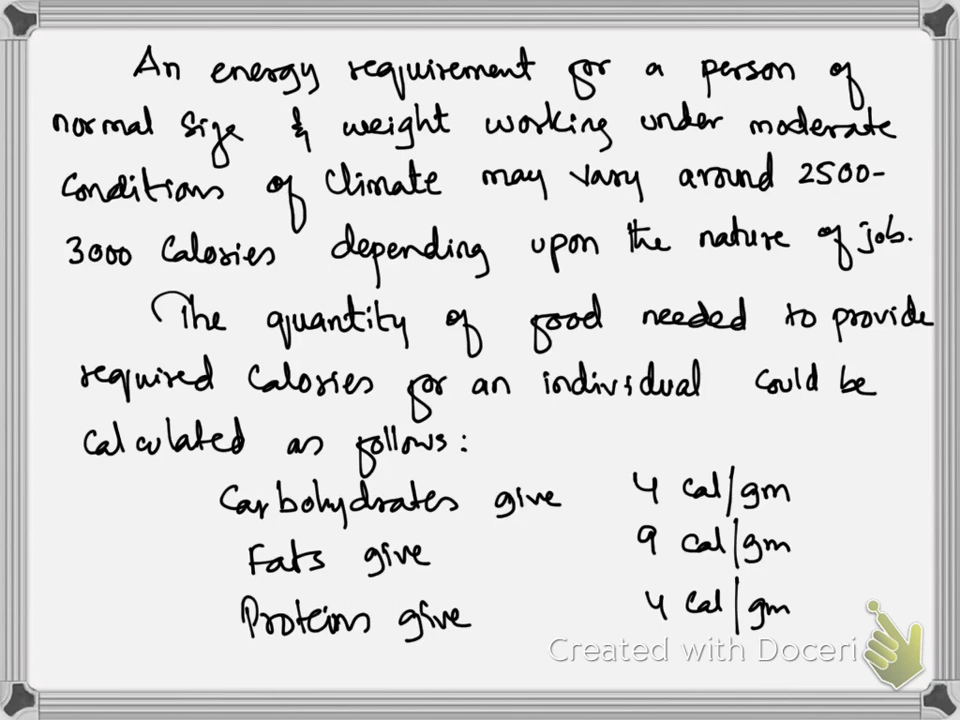 An energy requirement for a person of
normal size & weight working under moderate
conditions of climate may vary around 2500-
3000 calories depending upon the nature of job.
The quantity of food needed to provide
required calories for an individual could be
calculated as follows:
Carbohydrates give 4 cal/gm
Fats give 9 cal/gm
Proteins give 4 cal/gm
Created with Doceri